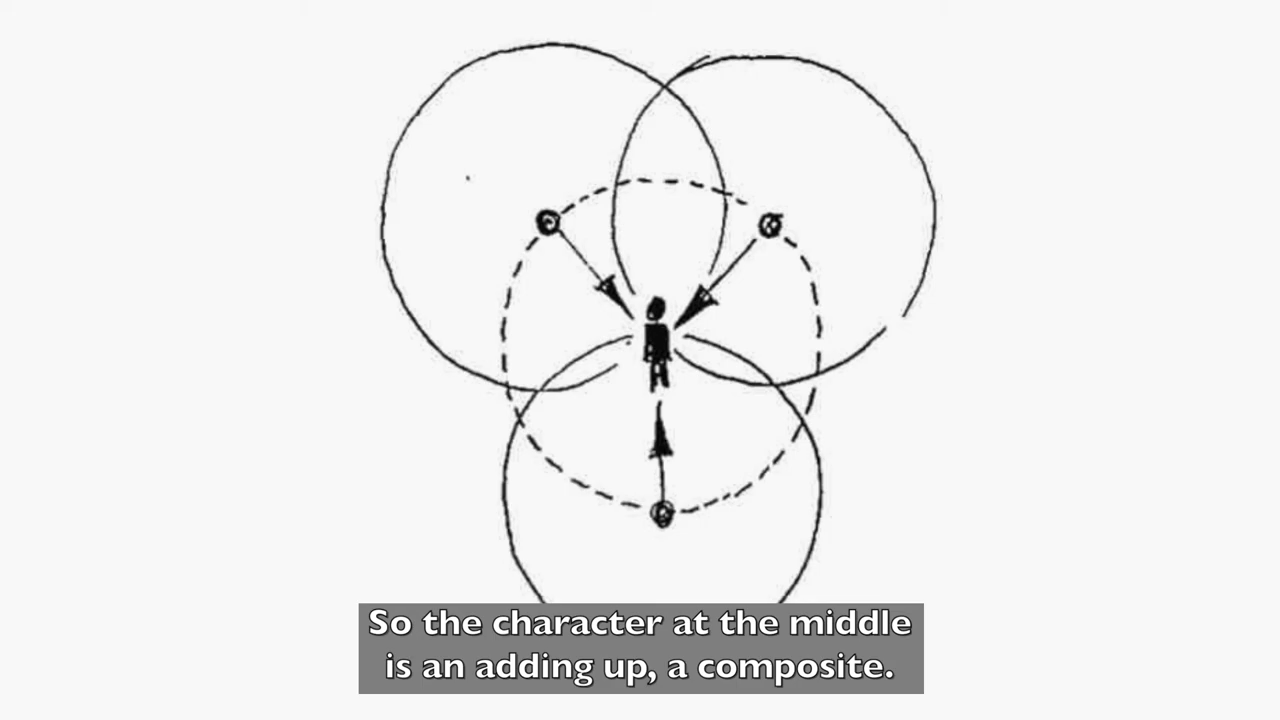 So the character at the middle
is an adding up, a composite.